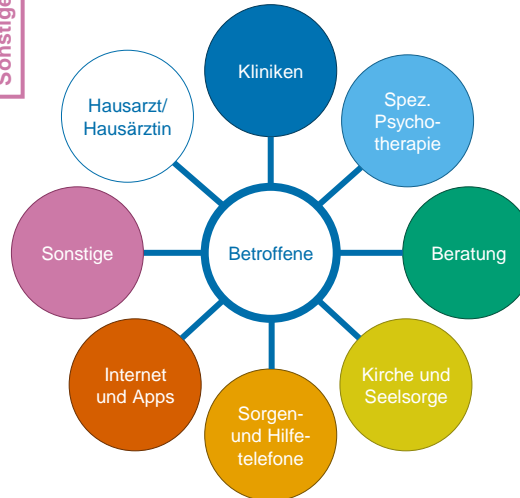 Sonstige
Kliniken
Hausarzt/
Hausärztin
Spez.
Psycho-
therapie
Sonstige
Betroffene
Beratung
Internet
und Apps
Kirche und
Seelsorge
Sorgen-
und Hilfe-
telefone